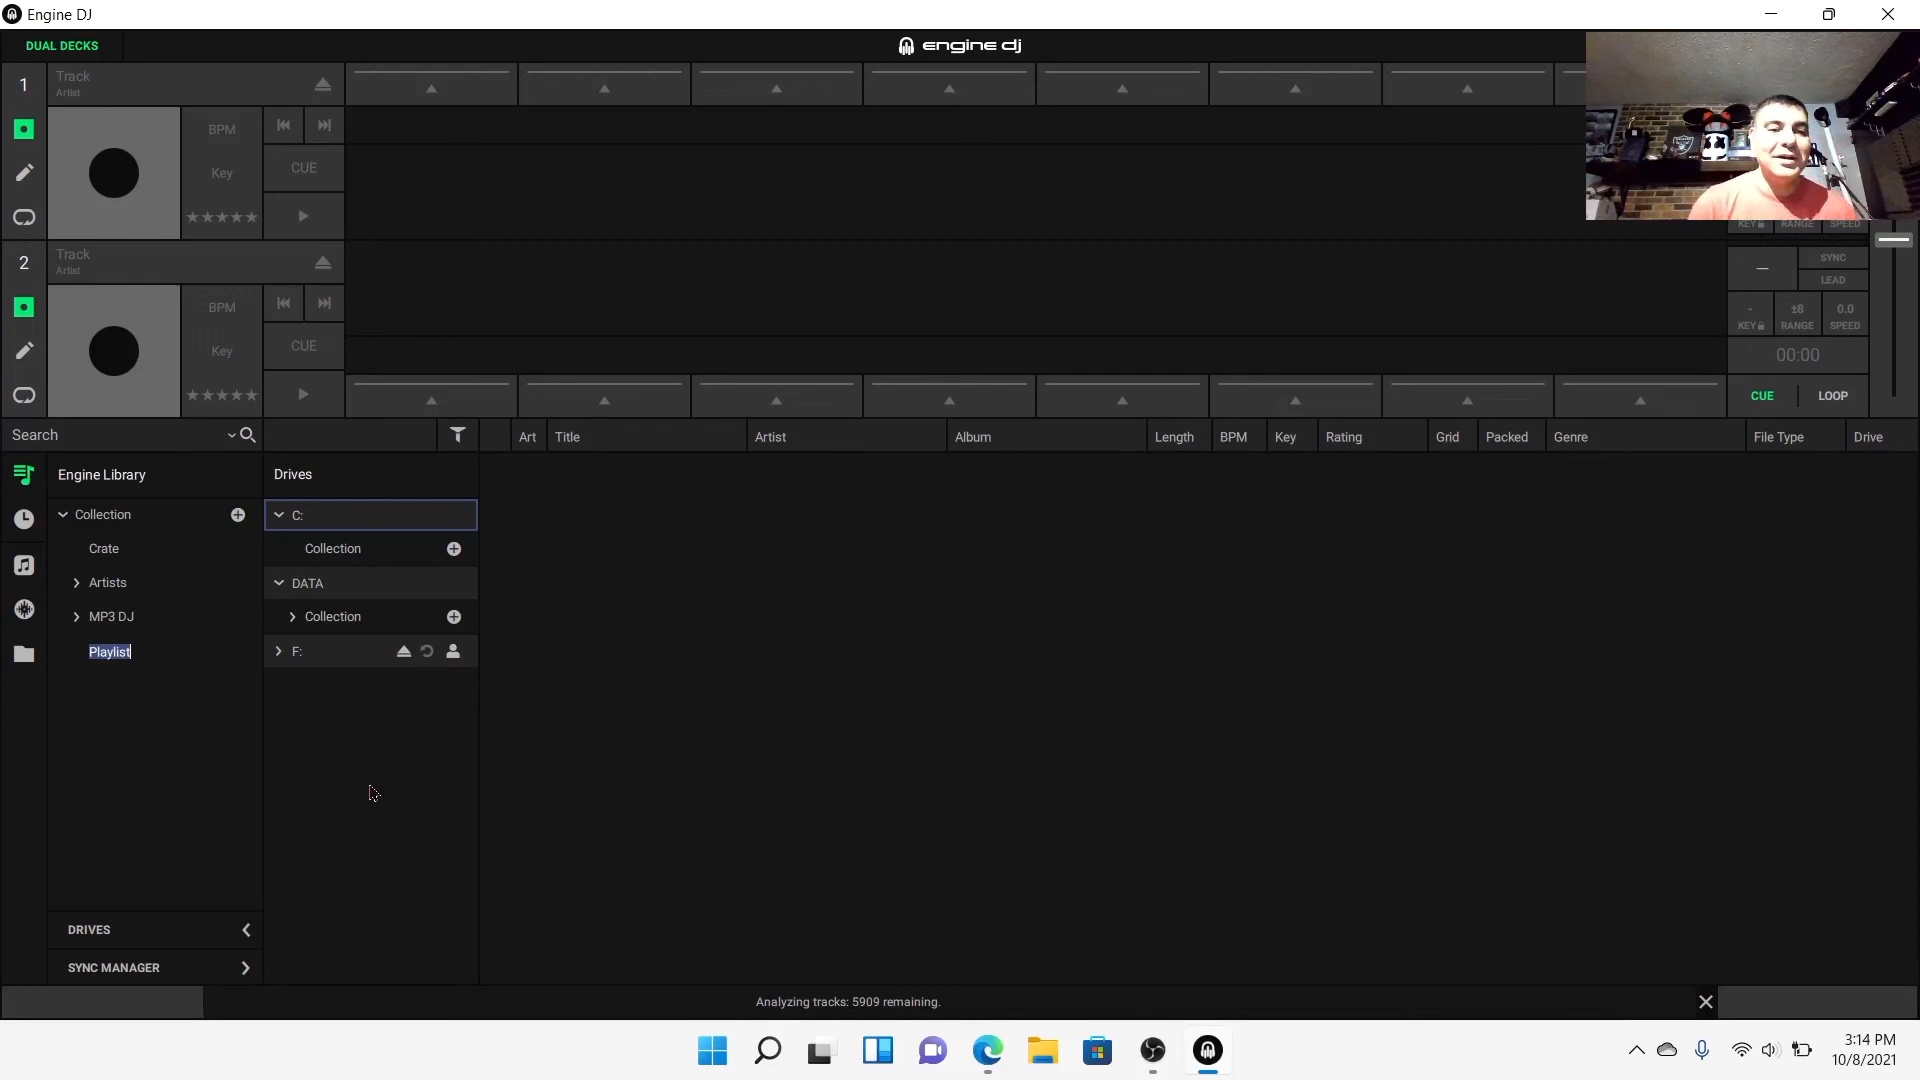 Engine DJ
DUAL DECKS
engine dj
1
Track
Artist
BPM
Key
CUE
KEY
RANGE
SPEED
2
Track
Artist
BPM
Key
CUE
SYNC
LEAD
-
±8
0.0
KEY
RANGE
SPEED
00:00
CUE
LOOP
Search
Art
Title
Artist
Album
Length
BPM
Key
Rating
Grid
Packed
Genre
File Type
Drive
Engine Library
Drives
Collection
C:
Crate
Collection
Artists
DATA
MP3 DJ
Collection
Playlist
F:
DRIVES
SYNC MANAGER
Analyzing tracks: 5909 remaining.
3:14 PM
10/8/2021